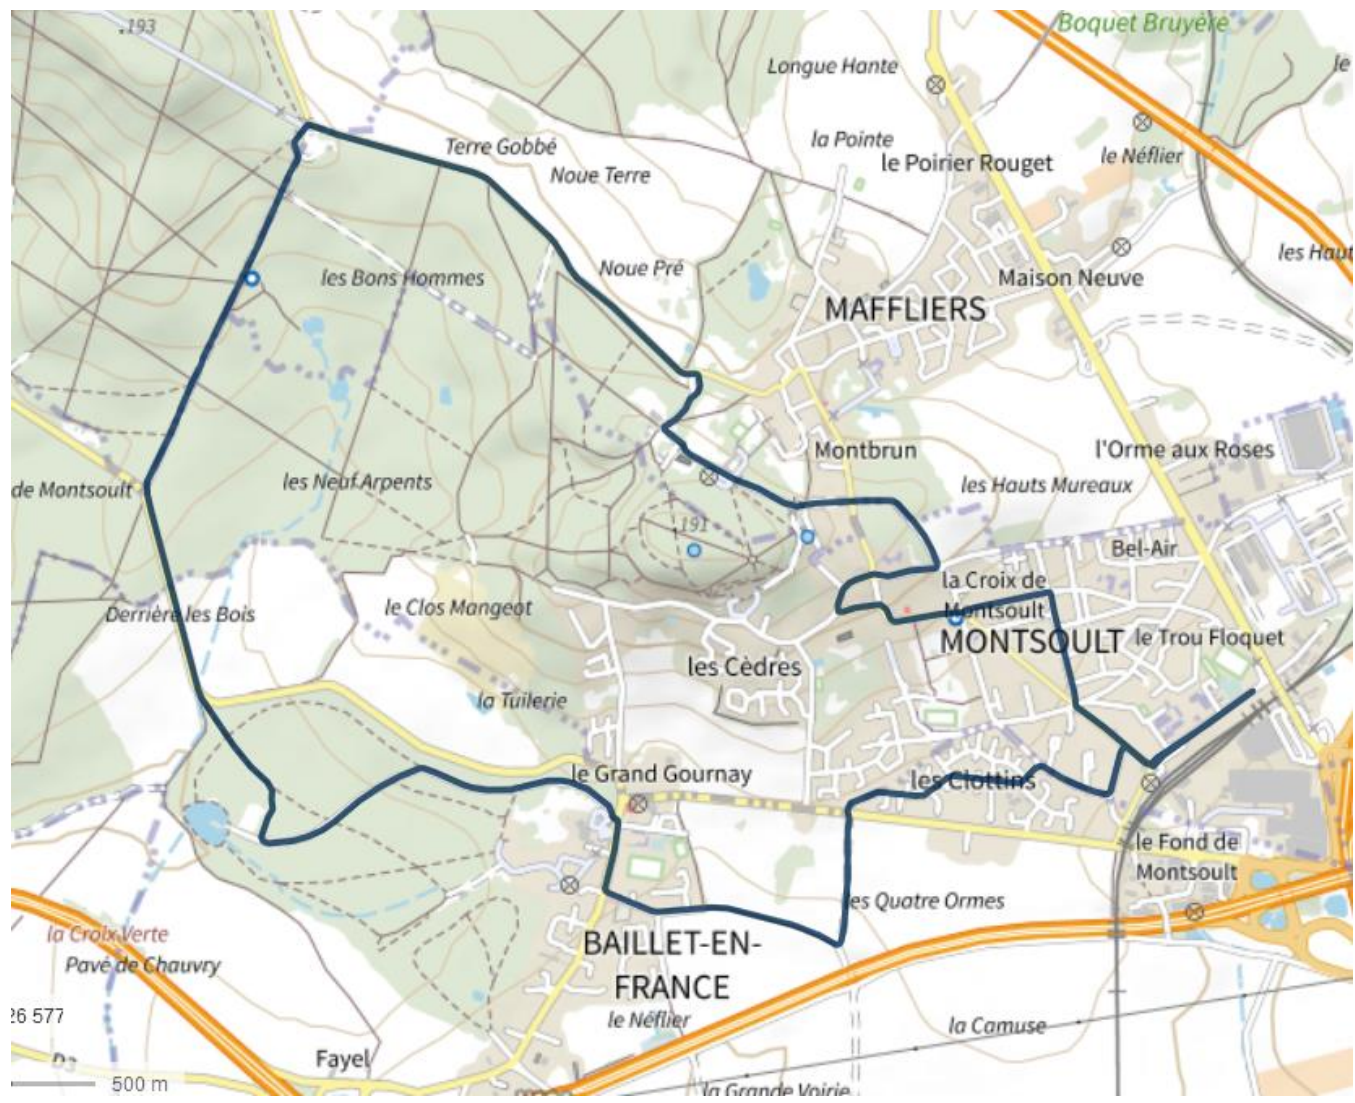 .193
Boquet Bruyère
Longue Hante
le
la Pointe
le Poirier Rouget
le Néflier
Terre Gobbé
Noue Terre
les Haut
Noue Pré
les Bons Hommes
Maison Neuve
MAFFLIERS
Montbrun
l'Orme aux Roses
de Montsoult
les Neuf Arpents
les Hauts Mureaux
.191
Bel-Air
la Croix de
Montsoult
Derrière les Bois
le Clos Mangeot
MONTSOULT
le Trou Floquet
les Cèdres
la Tuilerie
le Grand Gournay
les Clottins
le Fond de
Montsoult
les Quatre Ormes
la Croix Verte
Pavé de Chauvry
BAILLET-EN-
FRANCE
26 577
le Néflier
la Camuse
Fayel
D3
500 m
la Grande Voirie